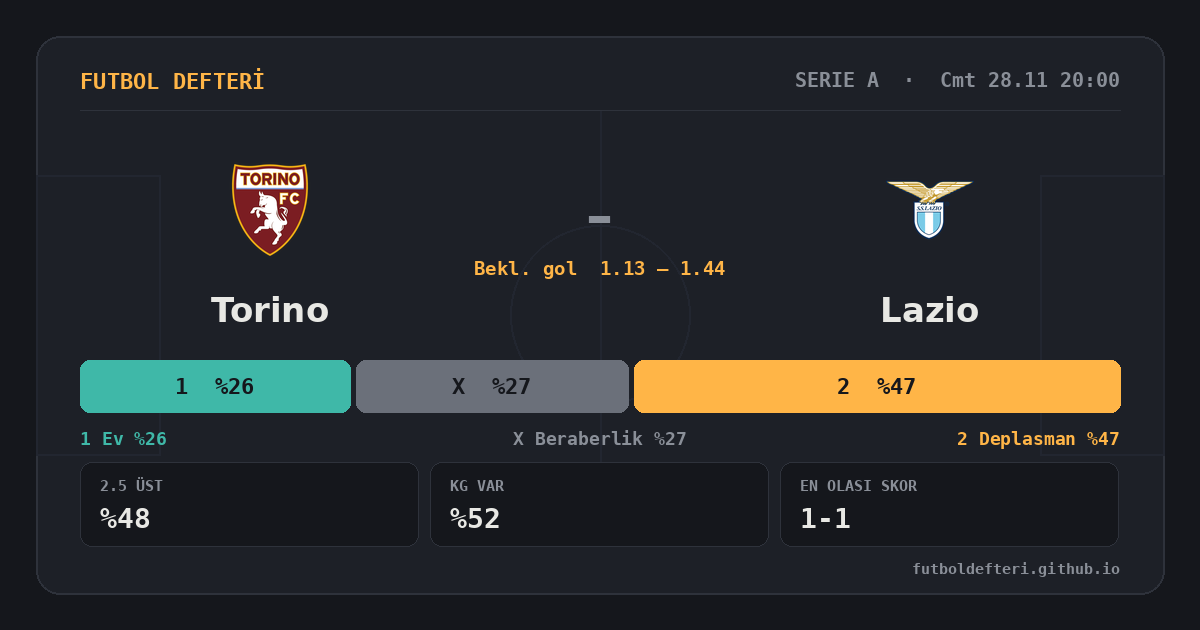 FUTBOL DEFTERİ
SERIE A · Cmt 28.11 20:00
TORINO
FC
S.S.LAZIO
-
Bekl. gol 1.13 — 1.44
Torino
Lazio
1 %26
X %27
2 %47
1 Ev %26
X Beraberlik %27
2 Deplasman %47
2.5 ÜST
KG VAR
EN OLASI SKOR
%48
%52
1-1
futboldefteri.github.io